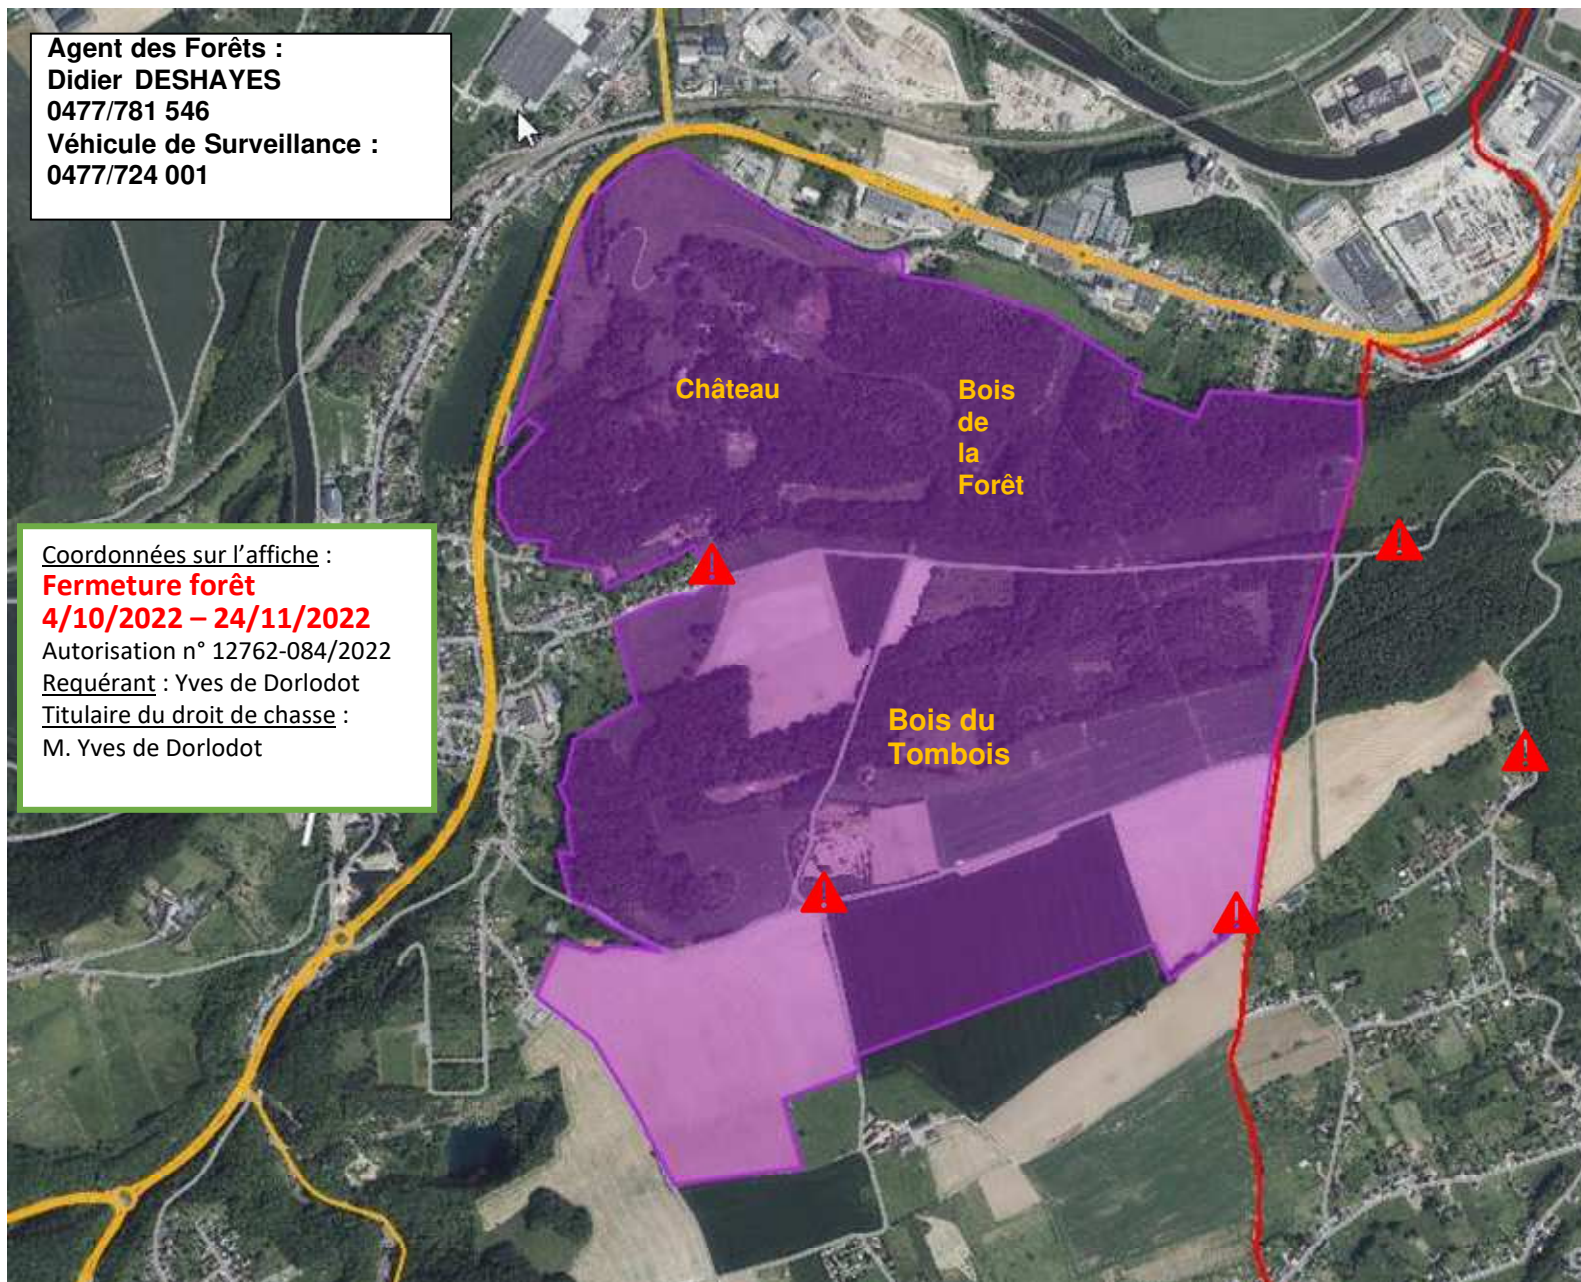 Agent des Forêts :
Didier DESHAYES
0477/781 546
Véhicule de Surveillance :
0477/724 001
Château
Bois
de
la
Forêt
Coordonnées sur l’affiche :
Fermeture forêt
4/10/2022 – 24/11/2022
Autorisation n° 12762-084/2022
Requérant : Yves de Dorlodot
Titulaire du droit de chasse :
M. Yves de Dorlodot
Bois du
Tombois